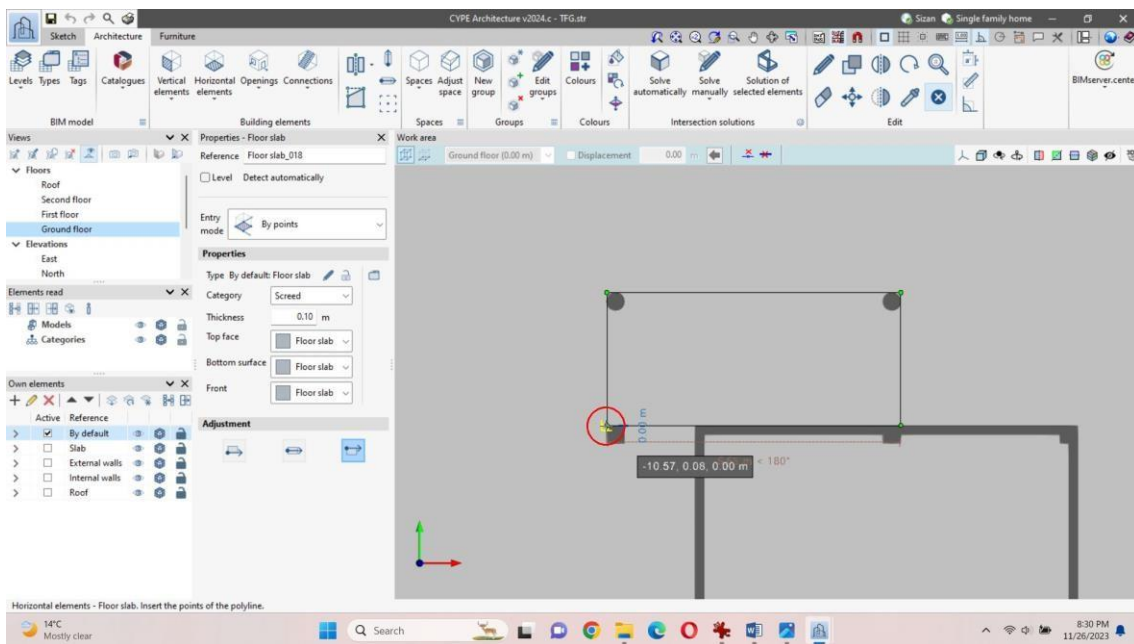 CYPE Architecture v2024.c - TFG.str
Sizan
Single family home
Sketch
Architecture
Furniture
Levels
Types
Tags
Catalogues
Vertical elements
Horizontal elements
Openings
Connections
Spaces
Adjust space
New group
Edit groups
Colours
Solve automatically
Solve manually
Solution of selected elements
BIMserver.cente
BIM model
Building elements
Spaces
Groups
Colours
Intersection solutions
Edit
Views
Floors
Roof
Second floor
First floor
Ground floor
Elevations
East
North
Elements read
Models
Categories
Own elements
Active Reference
By default
Slab
External walls
Internal walls
Roof
Properties - Floor slab
Reference Floor slab_018
Level Detect automatically
Entry mode By points
Properties
Type By default: Floor slab
Category Screed
Thickness 0.10 m
Top face Floor slab
Bottom surface Floor slab
Front Floor slab
Adjustment
Work area
Ground floor (0.00 m)
Displacement 0.00 m
0.00 m
< 180°
-10.57, 0.08, 0.00 m
Horizontal elements - Floor slab. Insert the points of the polyline.
14°C
Mostly clear
Search
8:30 PM
11/26/2023